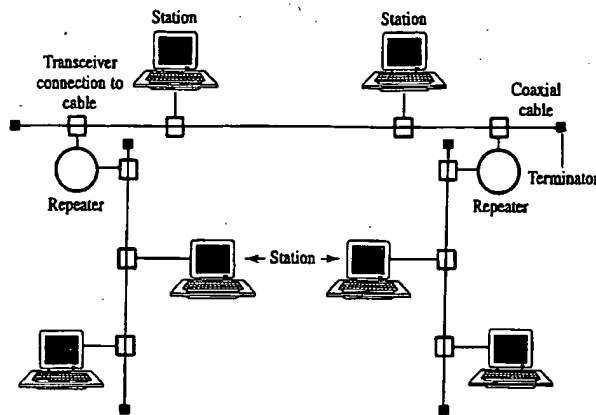 Station
Station
Transceiver
connection to
cable
Coaxial
cable
Repeater
Repeater
Terminator
Station